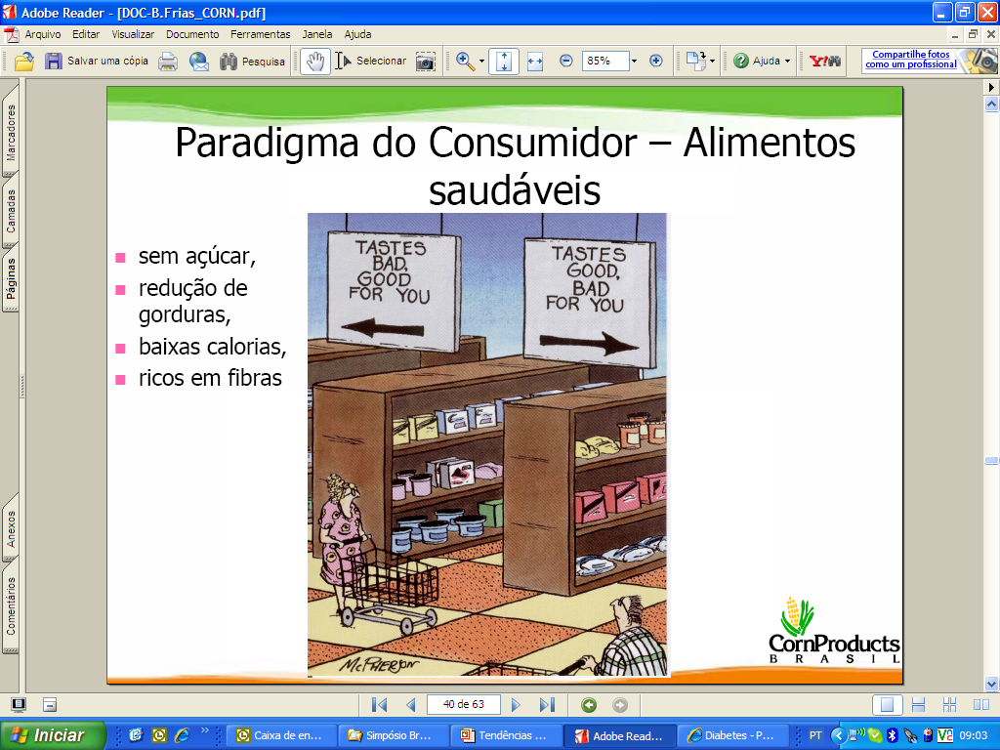 Adobe Reader - [DOC-B.Frias_CORN.pdf]
Arquivo Editar Visualizar Documento Ferramentas Janela Ajuda
Salvar uma cópia Pesquisa Selecionar 85% Ajuda Y! Compartilhe fotos
como um profissional
Marcadores
Camadas
Páginas
Anexos
Comentários
Paradigma do Consumidor – Alimentos
saudáveis
sem açúcar,
redução de
gorduras,
baixas calorias,
ricos em fibras
TASTES
BAD,
GOOD
FOR YOU
TASTES
GOOD,
BAD
FOR YOU
McPHERSON
CornProducts
BRASIL
40 de 63
Iniciar Caixa de en... Simpósio Br... Tendências ... Adobe Read... Diabetes - P... PT 09:03